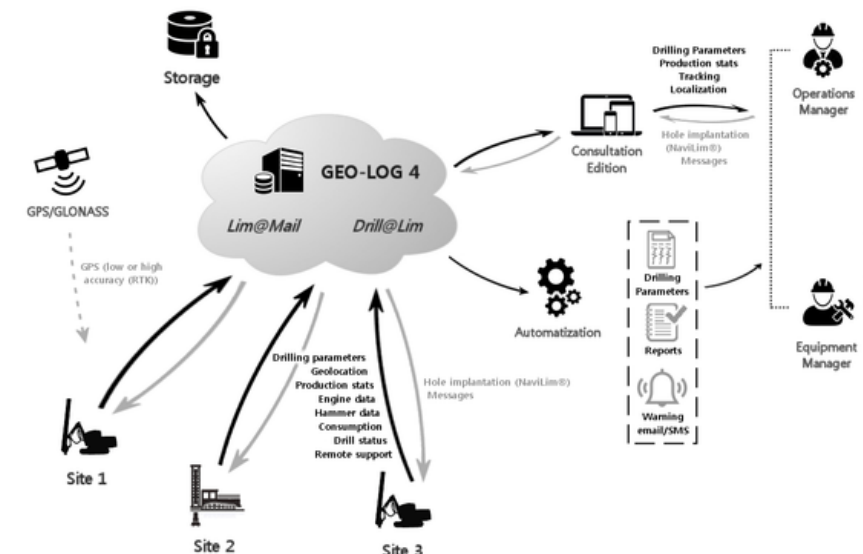 Storage
GPS/GLONASS
GPS (low or high
accuracy (RTK))
GEO-LOG 4
Lim@Mail
Drill@Lim
Consultation
Edition
Drilling Parameters
Production stats
Tracking
Localization
Hole implantation
(NaviLim®)
Messages
Operations
Manager
Automatization
Drilling
Parameters
Reports
Warning
email/SMS
Equipment
Manager
Drilling parameters
Geolocation
Production stats
Engine data
Hammer data
Consumption
Drill status
Remote support
Hole implantation (NaviLim®)
Messages
Site 1
Site 2
Site 3